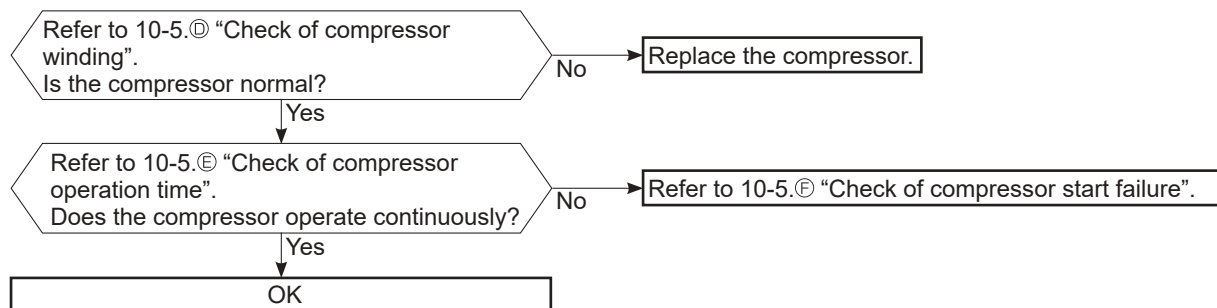 Refer to 10-5.Ⓓ “Check of compressor
winding”.
Is the compressor normal?
No
Replace the compressor.
Yes
Refer to 10-5.Ⓔ “Check of compressor
operation time”.
Does the compressor operate continuously?
No
Refer to 10-5.Ⓕ “Check of compressor start failure”.
Yes
OK